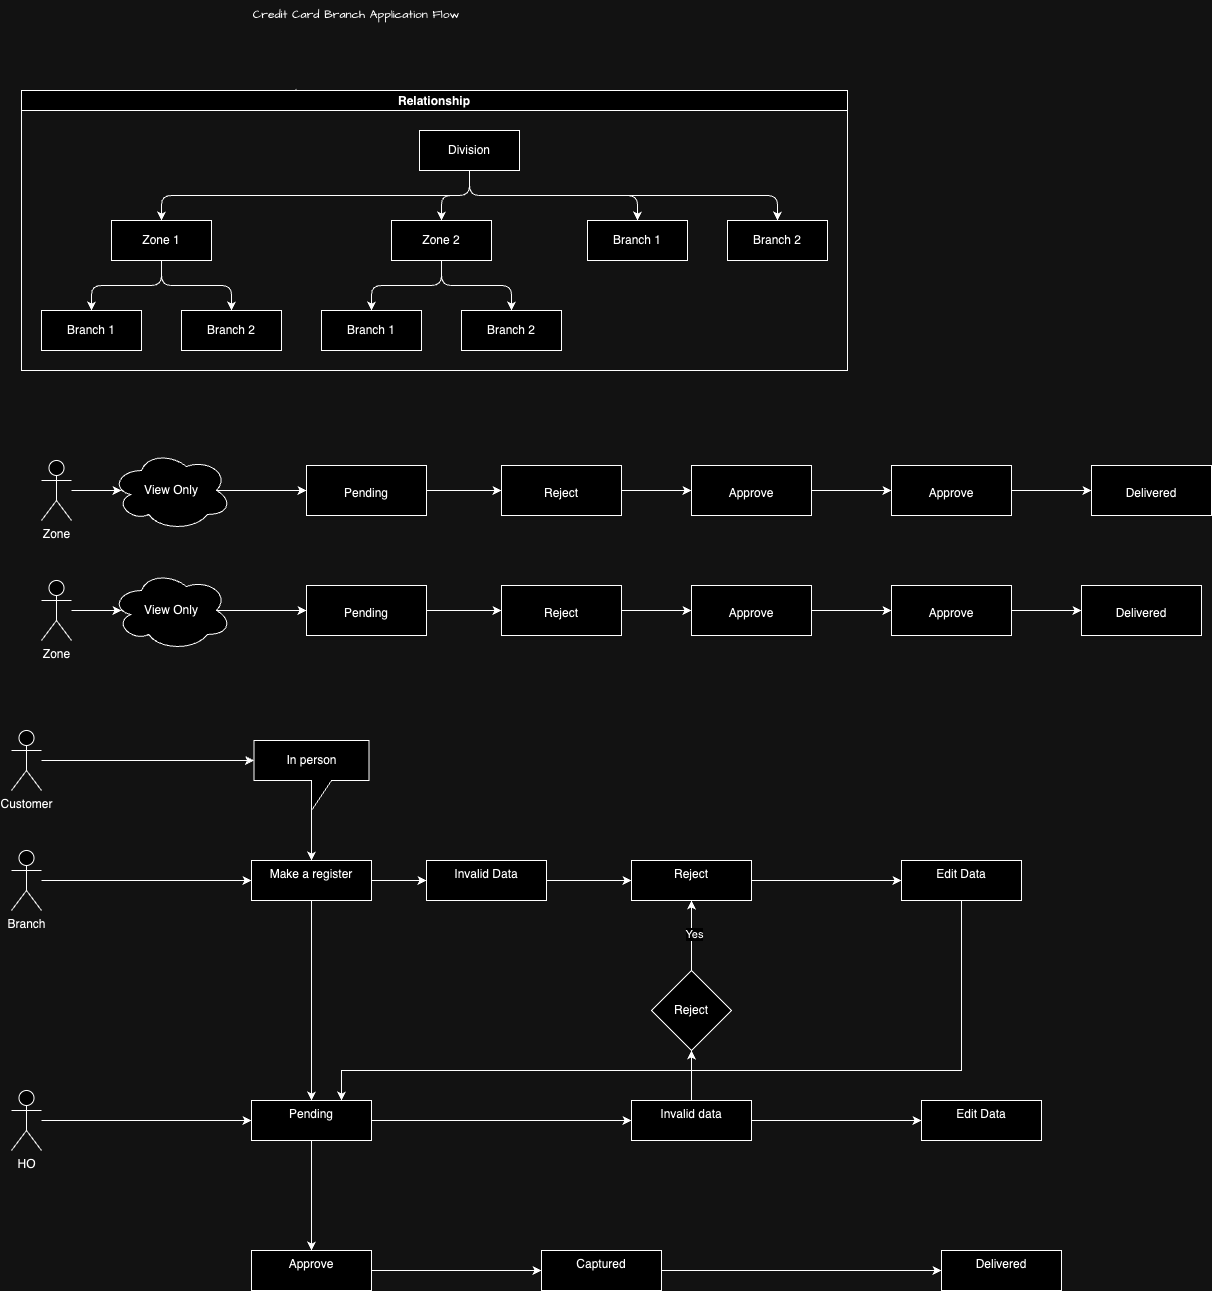 Credit Card Branch Application Flow
Relationship
Division
Zone 1
Zone 2
Branch 1
Branch 2
Branch 1
Branch 2
Branch 1
Branch 2
View Only
Pending
Reject
Approve
Approve
Delivered
Zone
View Only
Pending
Reject
Approve
Approve
Delivered
Zone
In person
Customer
Make a register
Invalid Data
Reject
Edit Data
Branch
Yes
Reject
Pending
Invalid data
Edit Data
HO
Approve
Captured
Delivered